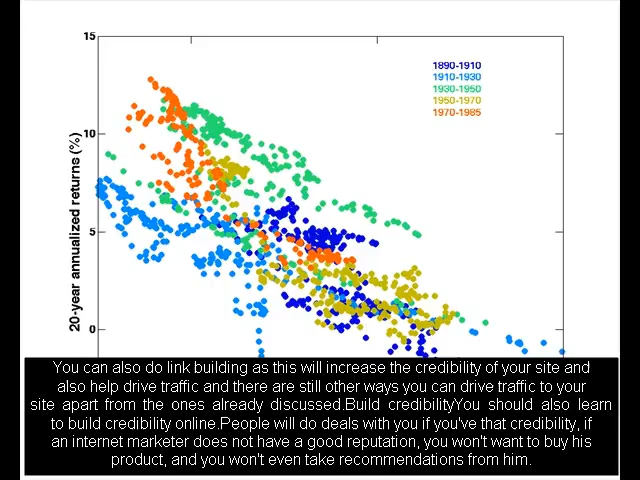 15
1890-1910
1910-1930
1930-1950
1950-1970
1970-1985
10
20-year annualized returns (%)
5
0
You can also do link building as this will increase the credibility of your site and
also help drive traffic and there are still other ways you can drive traffic to your
site apart from the ones already discussed.Build credibilityYou should also learn
to build credibility online.People will do deals with you if you've that credibility, if
an internet marketer does not have a good reputation, you won't want to buy his
product, and you won't even take recommendations from him.